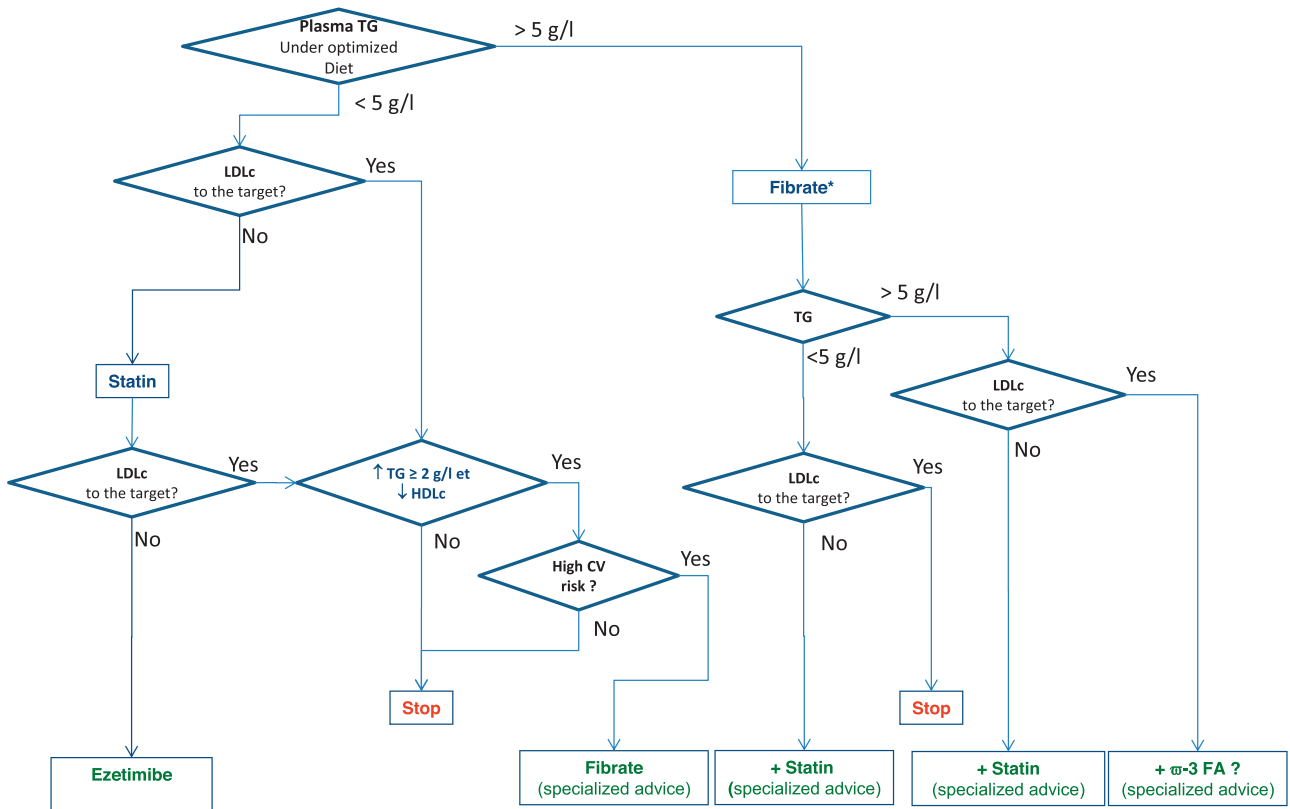 Plasma TG
Under optimized
Diet
> 5 g/l
< 5 g/l
LDLc
to the target?
Yes
No
Fibrate*
TG
> 5 g/l
<5 g/l
Statin
LDLc
to the target?
Yes
No
LDLc
to the target?
Yes
No
↑ TG ≥ 2 g/l et
↓ HDLc
Yes
No
LDLc
to the target?
Yes
No
High CV
risk ?
Yes
No
Stop
Stop
Ezetimibe
Fibrate
(specialized advice)
+ Statin
(specialized advice)
+ Statin
(specialized advice)
+ ϖ-3 FA ?
(specialized advice)